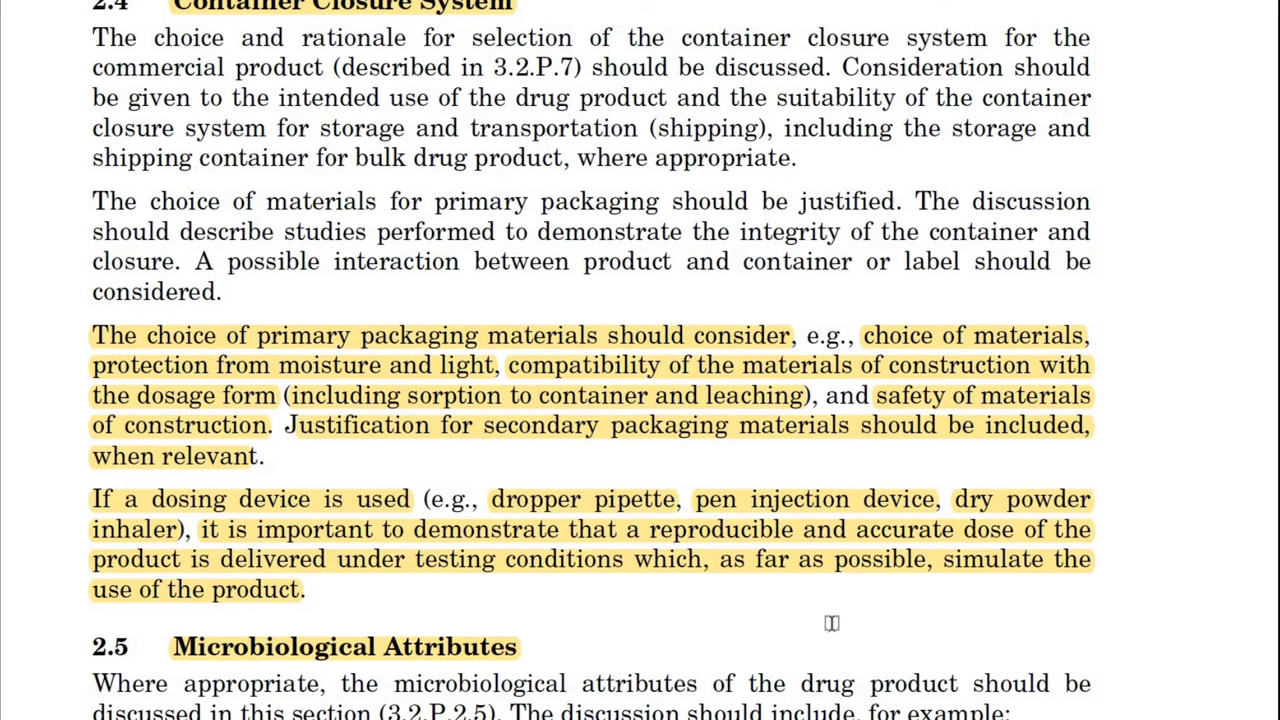 2.4 Container Closure System
The choice and rationale for selection of the container closure system for the
commercial product (described in 3.2.P.7) should be discussed. Consideration should
be given to the intended use of the drug product and the suitability of the container
closure system for storage and transportation (shipping), including the storage and
shipping container for bulk drug product, where appropriate.
The choice of materials for primary packaging should be justified. The discussion
should describe studies performed to demonstrate the integrity of the container and
closure. A possible interaction between product and container or label should be
considered.
The choice of primary packaging materials should consider, e.g., choice of materials,
protection from moisture and light, compatibility of the materials of construction with
the dosage form (including sorption to container and leaching), and safety of materials
of construction. Justification for secondary packaging materials should be included,
when relevant.
If a dosing device is used (e.g., dropper pipette, pen injection device, dry powder
inhaler), it is important to demonstrate that a reproducible and accurate dose of the
product is delivered under testing conditions which, as far as possible, simulate the
use of the product.
2.5 Microbiological Attributes
Where appropriate, the microbiological attributes of the drug product should be
discussed in this section (3.2.P.2.5). The discussion should include, for example: